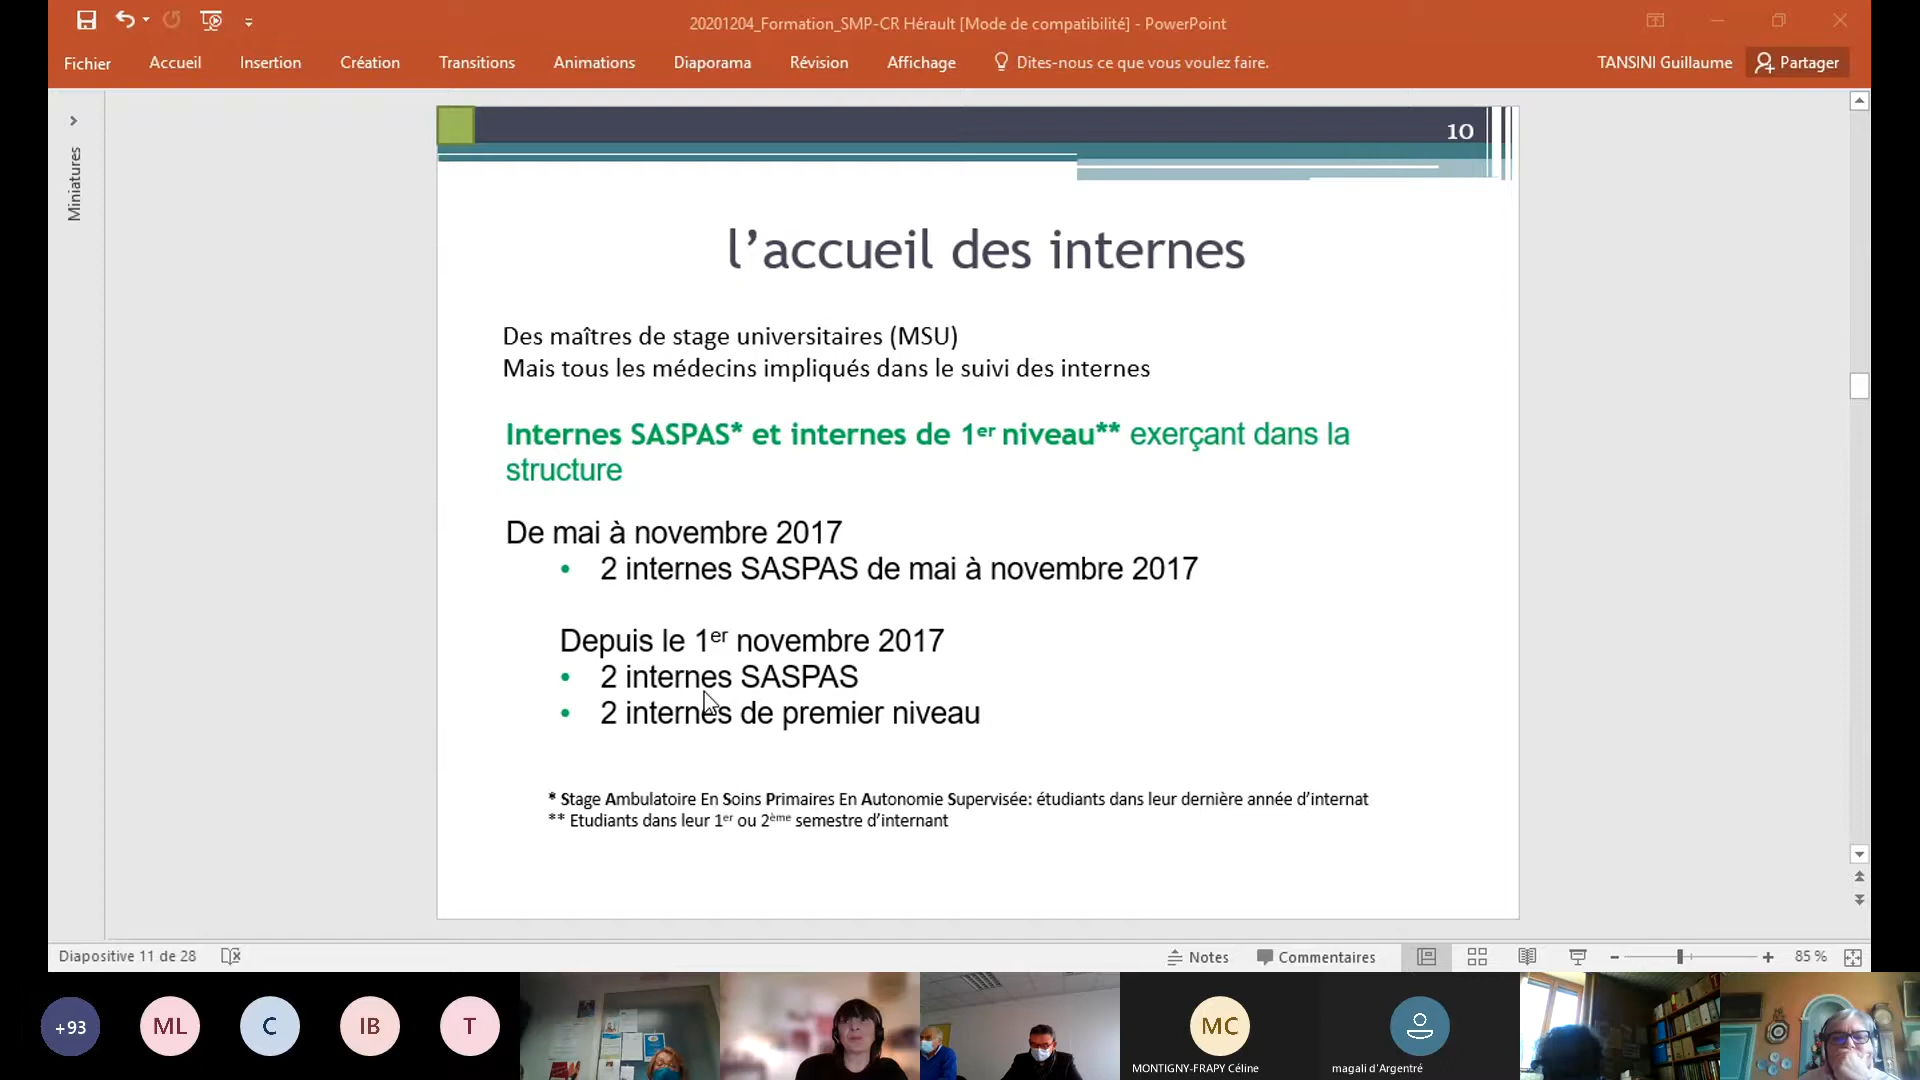 20201204_Formation_SMP-CR Hérault [Mode de compatibilité] - PowerPoint
Fichier Accueil Insertion Création Transitions Animations Diaporama Révision Affichage Dites-nous ce que vous voulez faire. TANSINI Guillaume Partager
Miniatures
10
l’accueil des internes
Des maîtres de stage universitaires (MSU)
Mais tous les médecins impliqués dans le suivi des internes
Internes SASPAS* et internes de 1er niveau** exerçant dans la
structure
De mai à novembre 2017
• 2 internes SASPAS de mai à novembre 2017
Depuis le 1er novembre 2017
• 2 internes SASPAS
• 2 internes de premier niveau
* Stage Ambulatoire En Soins Primaires En Autonomie Supervisée: étudiants dans leur dernière année d’internat
** Etudiants dans leur 1er ou 2ème semestre d’internant
Diapositive 11 de 28 Notes Commentaires 85 %
+93 ML C IB T MC
MONTIGNY-FRAPY Céline magali d'Argentré